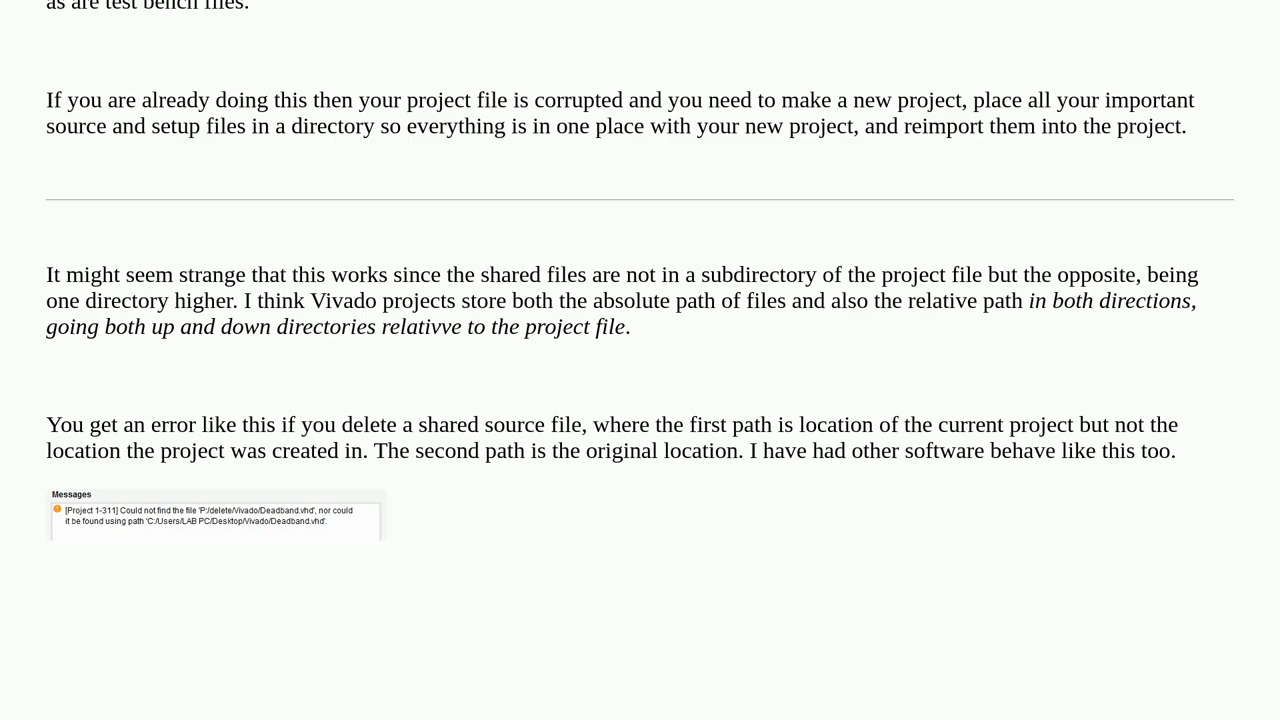 as are test bench files.
If you are already doing this then your project file is corrupted and you need to make a new project, place all your important
source and setup files in a directory so everything is in one place with your new project, and reimport them into the project.
It might seem strange that this works since the shared files are not in a subdirectory of the project file but the opposite, being
one directory higher. I think Vivado projects store both the absolute path of files and also the relative path in both directions,
going both up and down directories relativve to the project file.
You get an error like this if you delete a shared source file, where the first path is location of the current project but not the
location the project was created in. The second path is the original location. I have had other software behave like this too.
Messages
[Project 1-311] Could not find the file 'P:/delete/Vivado/Deadband.vhd', nor could
it be found using path 'C:/Users/LAB PC/Desktop/Vivado/Deadband.vhd'.